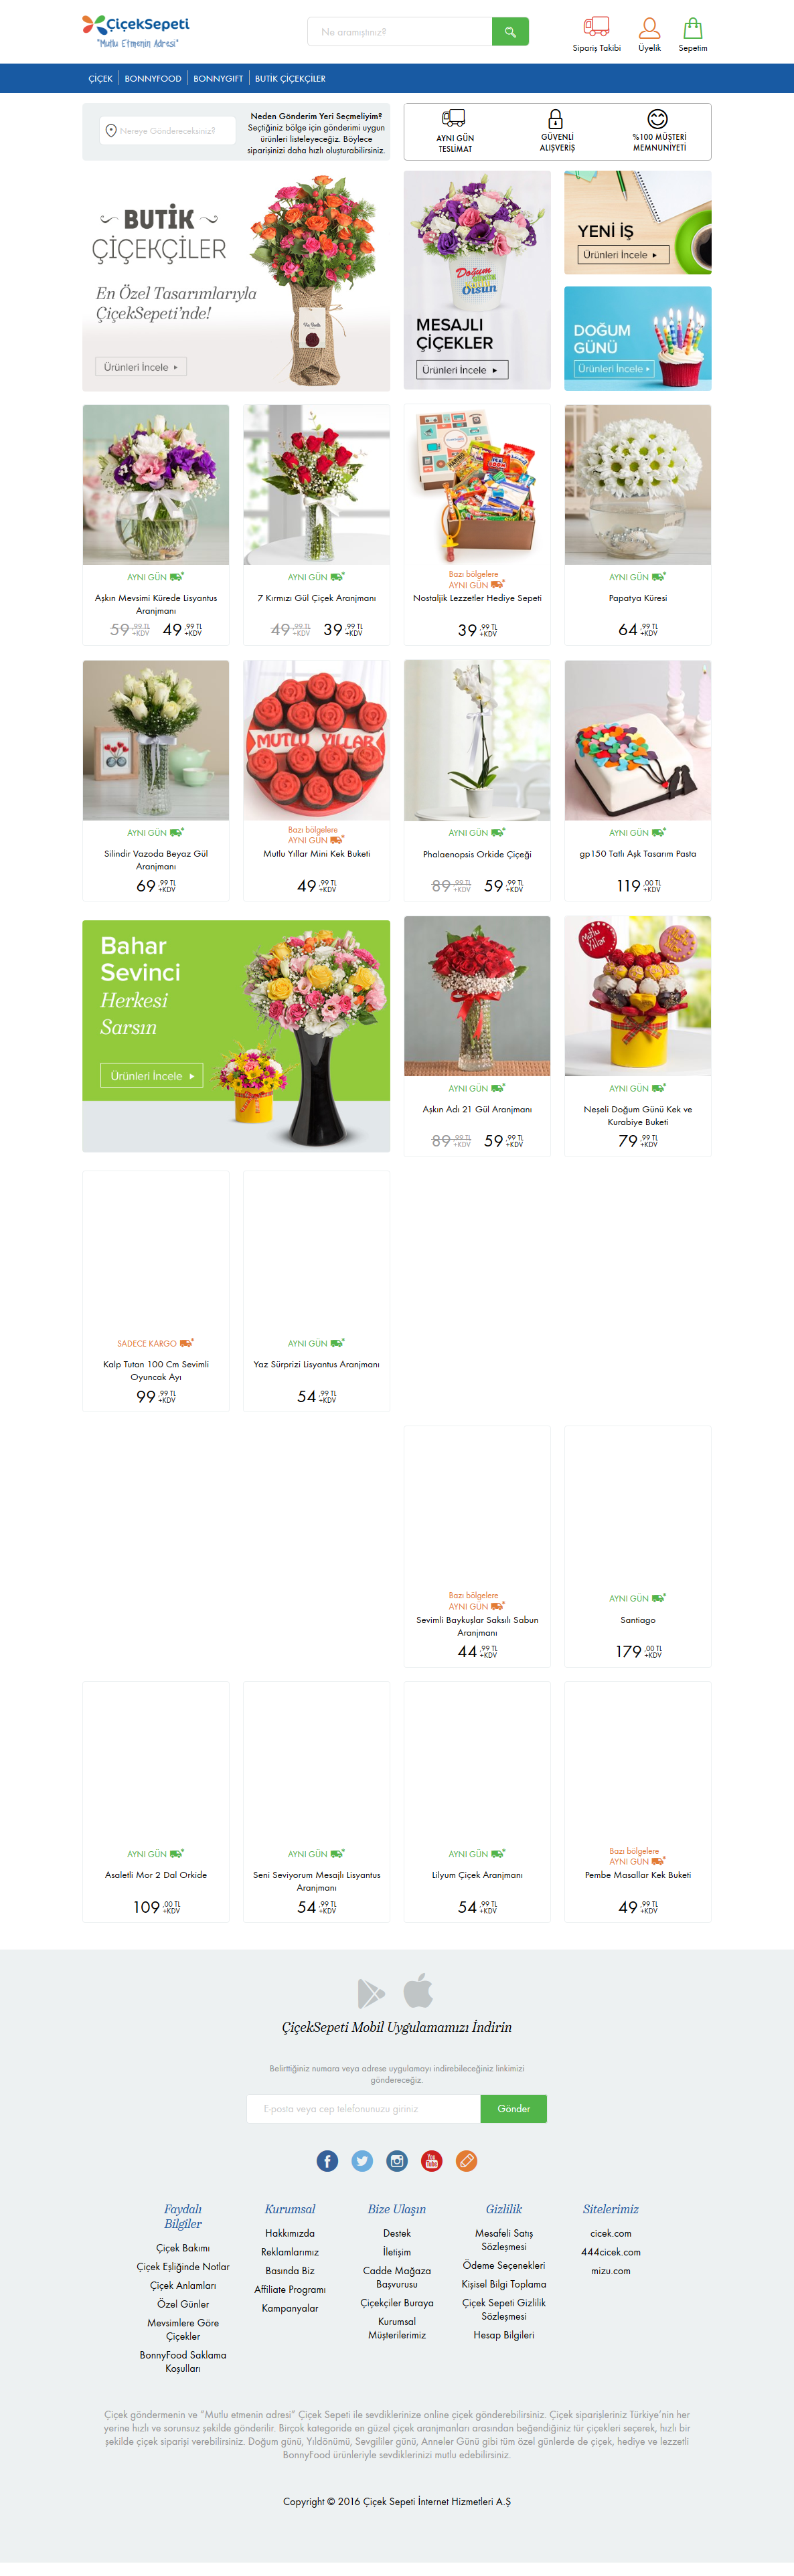 ÇiçekSepeti
"Mutlu Etmenin Adresi"
Ne aramıştınız?
Sipariş Takibi
Üyelik
Sepetim
ÇİÇEK
BONNYFOOD
BONNYGIFT
BUTİK ÇİÇEKÇİLER
Nereye Göndereceksiniz?
Neden Gönderim Yeri Seçmeliyim?
Seçtiğiniz bölge için gönderimi uygun
ürünleri listeleyeceğiz. Böylece
siparişinizi daha hızlı oluşturabilirsiniz.
AYNI GÜN
TESLİMAT
GÜVENLİ
ALIŞVERİŞ
%100 MÜŞTERİ
MEMNUNİYETİ
BUTİK
ÇİÇEKÇİLER
En Özel Tasarımlarıyla
ÇiçekSepeti'nde!
Ürünleri İncele
Doğum
Olsun
MESAJLI
ÇİÇEKLER
Ürünleri İncele
YENİ İŞ
Ürünleri İncele
DOĞUM
GÜNÜ
Ürünleri İncele
AYNI GÜN
Aşkın Mevsimi Kürede Lisyantus
Aranjmanı
59 ,99 TL +KDV 49 ,99 TL +KDV
AYNI GÜN
7 Kırmızı Gül Çiçek Aranjmanı
49 ,99 TL +KDV 39 ,99 TL +KDV
Bazı bölgelere
AYNI GÜN
Nostaljik Lezzetler Hediye Sepeti
39 ,99 TL +KDV
AYNI GÜN
Papatya Küresi
64 ,99 TL +KDV
AYNI GÜN
Silindir Vazoda Beyaz Gül
Aranjmanı
69 ,99 TL +KDV
MUTLU YILLAR
Bazı bölgelere
AYNI GÜN
Mutlu Yıllar Mini Kek Buketi
49 ,99 TL +KDV
AYNI GÜN
Phalaenopsis Orkide Çiçeği
89 ,99 TL +KDV 59 ,99 TL +KDV
AYNI GÜN
gp150 Tatlı Aşk Tasarım Pasta
119 ,00 TL +KDV
Bahar
Sevinci
Herkesi
Sarsın
Ürünleri İncele
AYNI GÜN
Aşkın Adı 21 Gül Aranjmanı
89 ,99 TL +KDV 59 ,99 TL +KDV
Mutlu
Yıllar
AYNI GÜN
Neşeli Doğum Günü Kek ve
Kurabiye Buketi
79 ,99 TL +KDV
SADECE KARGO
Kalp Tutan 100 Cm Sevimli
Oyuncak Ayı
99 ,99 TL +KDV
AYNI GÜN
Yaz Sürprizi Lisyantus Aranjmanı
54 ,99 TL +KDV
Bazı bölgelere
AYNI GÜN
Sevimli Baykuşlar Saksılı Sabun
Aranjmanı
44 ,99 TL +KDV
AYNI GÜN
Santiago
179 ,00 TL +KDV
AYNI GÜN
Asaletli Mor 2 Dal Orkide
109 ,00 TL +KDV
AYNI GÜN
Seni Seviyorum Mesajlı Lisyantus
Aranjmanı
54 ,99 TL +KDV
AYNI GÜN
Lilyum Çiçek Aranjmanı
54 ,99 TL +KDV
Bazı bölgelere
AYNI GÜN
Pembe Masallar Kek Buketi
49 ,99 TL +KDV
ÇiçekSepeti Mobil Uygulamamızı İndirin
Belirttiğiniz numara veya adrese uygulamayı indirebileceğiniz linkimizi
göndereceğiz.
E-posta veya cep telefonunuzu giriniz
Gönder
You
Tube
Faydalı
Bilgiler
Çiçek Bakımı
Çiçek Eşliğinde Notlar
Çiçek Anlamları
Özel Günler
Mevsimlere Göre
Çiçekler
BonnyFood Saklama
Koşulları
Kurumsal
Hakkımızda
Reklamlarımız
Basında Biz
Affiliate Programı
Kampanyalar
Bize Ulaşın
Destek
İletişim
Cadde Mağaza
Başvurusu
Çiçekçiler Buraya
Kurumsal
Müşterilerimiz
Gizlilik
Mesafeli Satış
Sözleşmesi
Ödeme Seçenekleri
Kişisel Bilgi Toplama
Çiçek Sepeti Gizlilik
Sözleşmesi
Hesap Bilgileri
Sitelerimiz
cicek.com
444cicek.com
mizu.com
Çiçek göndermenin ve "Mutlu etmenin adresi" Çiçek Sepeti ile sevdiklerinize online çiçek gönderebilirsiniz. Çiçek siparişleriniz Türkiye'nin her
yerine hızlı ve sorunsuz şekilde gönderilir. Birçok kategoride en güzel çiçek aranjmanları arasından beğendiğiniz tür çiçekleri seçerek, hızlı bir
şekilde çiçek siparişi verebilirsiniz. Doğum günü, Yıldönümü, Sevgililer günü, Anneler Günü gibi tüm özel günlerde de çiçek, hediye ve lezzetli
BonnyFood ürünleriyle sevdiklerinizi mutlu edebilirsiniz.
Copyright © 2016 Çiçek Sepeti İnternet Hizmetleri A.Ş